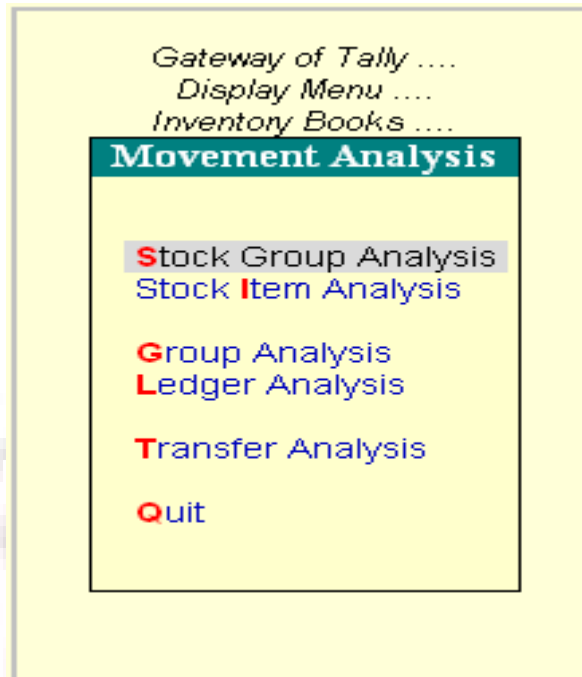 Gateway of Tally ....
Display Menu ....
Inventory Books ....
Movement Analysis
Stock Group Analysis
Stock Item Analysis
Group Analysis
Ledger Analysis
Transfer Analysis
Quit